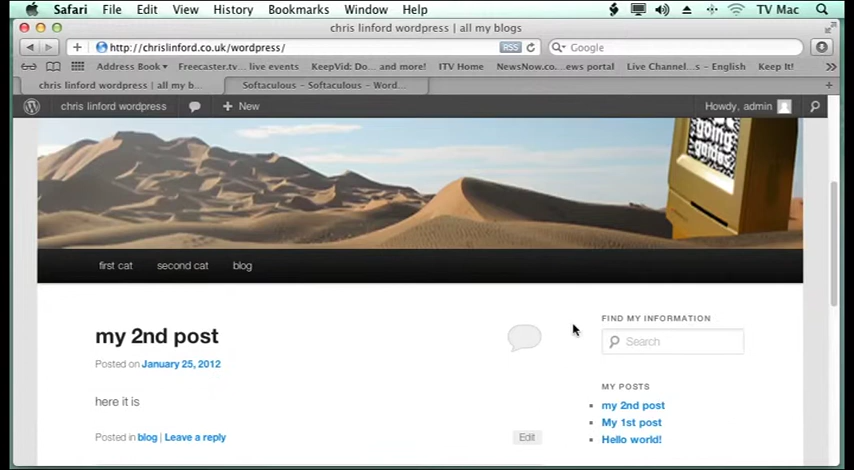 Safari File Edit View History Bookmarks Window Help TV Mac
chris linford wordpress | all my blogs
http://chrislinford.co.uk/wordpress/ RSS Google
Address Book Freecaster.tv... live events KeepVid: Do... and more! ITV Home NewsNow.co....ews portal Live Channel...s - English Keep It!
chris linford wordpress | all my b... Softaculous - Softaculous - Word...
chris linford wordpress + New Howdy, admin
going
gones
first cat second cat blog
my 2nd post
Posted on January 25, 2012
here it is
Posted in blog | Leave a reply Edit
FIND MY INFORMATION
Search
MY POSTS
my 2nd post
My 1st post
Hello world!